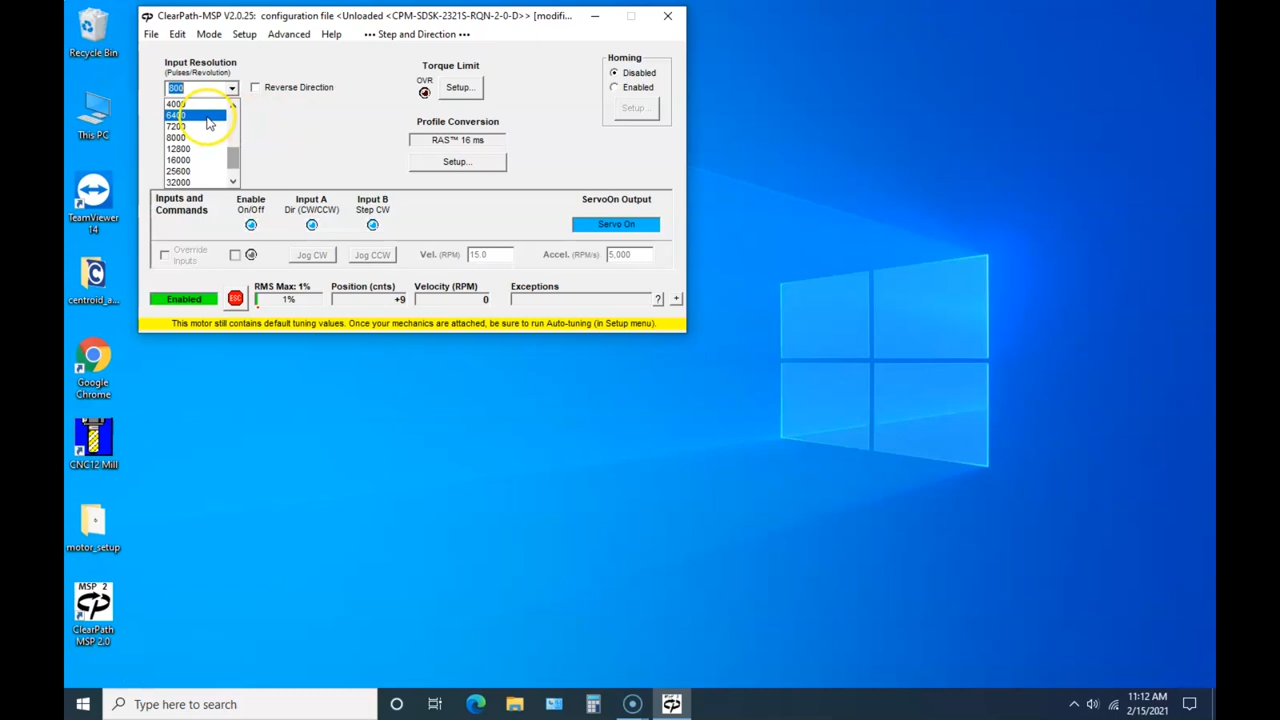 Recycle Bin
This PC
TeamViewer
14
centroid_a...
Google
Chrome
CNC12 Mill
motor_setup
MSP 2
ClearPath
MSP 2.0
ClearPath-MSP V2.0.25: configuration file <Unloaded <CPM-SDSK-2321S-RQN-2-0-D>> [modifi...
File Edit Mode Setup Advanced Help ••• Step and Direction •••
Input Resolution
(Pulses/Revolution)
800
Reverse Direction
4000
6400
7200
8000
12800
16000
25600
32000
Torque Limit
OVR
Setup...
Profile Conversion
RAS™ 16 ms
Setup...
Homing
Disabled
Enabled
Setup...
Inputs and
Commands
Enable
On/Off
Input A
Dir (CW/CCW)
Input B
Step CW
ServoOn Output
Servo On
Override
Inputs
Jog CW
Jog CCW
Vel. (RPM) 15.0
Accel. (RPM/s) 5,000
Enabled
ESC
RMS Max: 1%
1%
Position (cnts)
+9
Velocity (RPM)
0
Exceptions
?
+
This motor still contains default tuning values. Once your mechanics are attached, be sure to run Auto-tuning (in Setup menu).
Type here to search
11:12 AM
2/15/2021